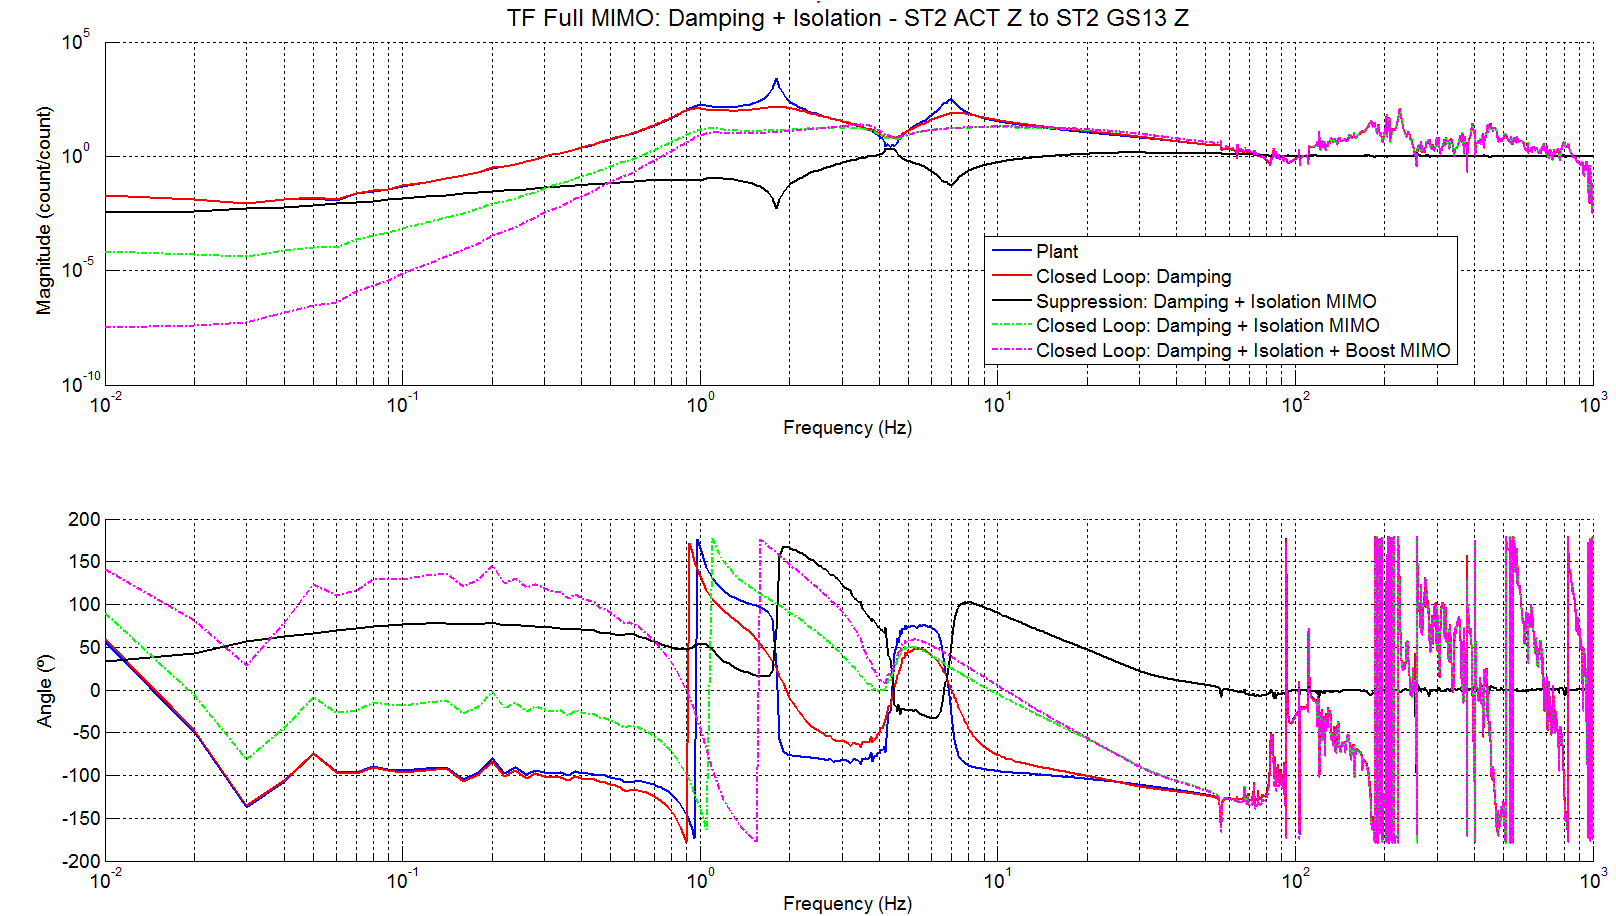 TF Full MIMO: Damping + Isolation - ST2 ACT Z to ST2 GS13 Z
10^5
10^0
10^-5
10^-10
Magnitude (count/count)
Plant
Closed Loop: Damping
Suppression: Damping + Isolation MIMO
Closed Loop: Damping + Isolation MIMO
Closed Loop: Damping + Isolation + Boost MIMO
10^-2 10^-1 10^0 10^1 10^2 10^3
Frequency (Hz)
200
150
100
50
0
-50
-100
-150
-200
Angle (º)
10^-2 10^-1 10^0 10^1 10^2 10^3
Frequency (Hz)